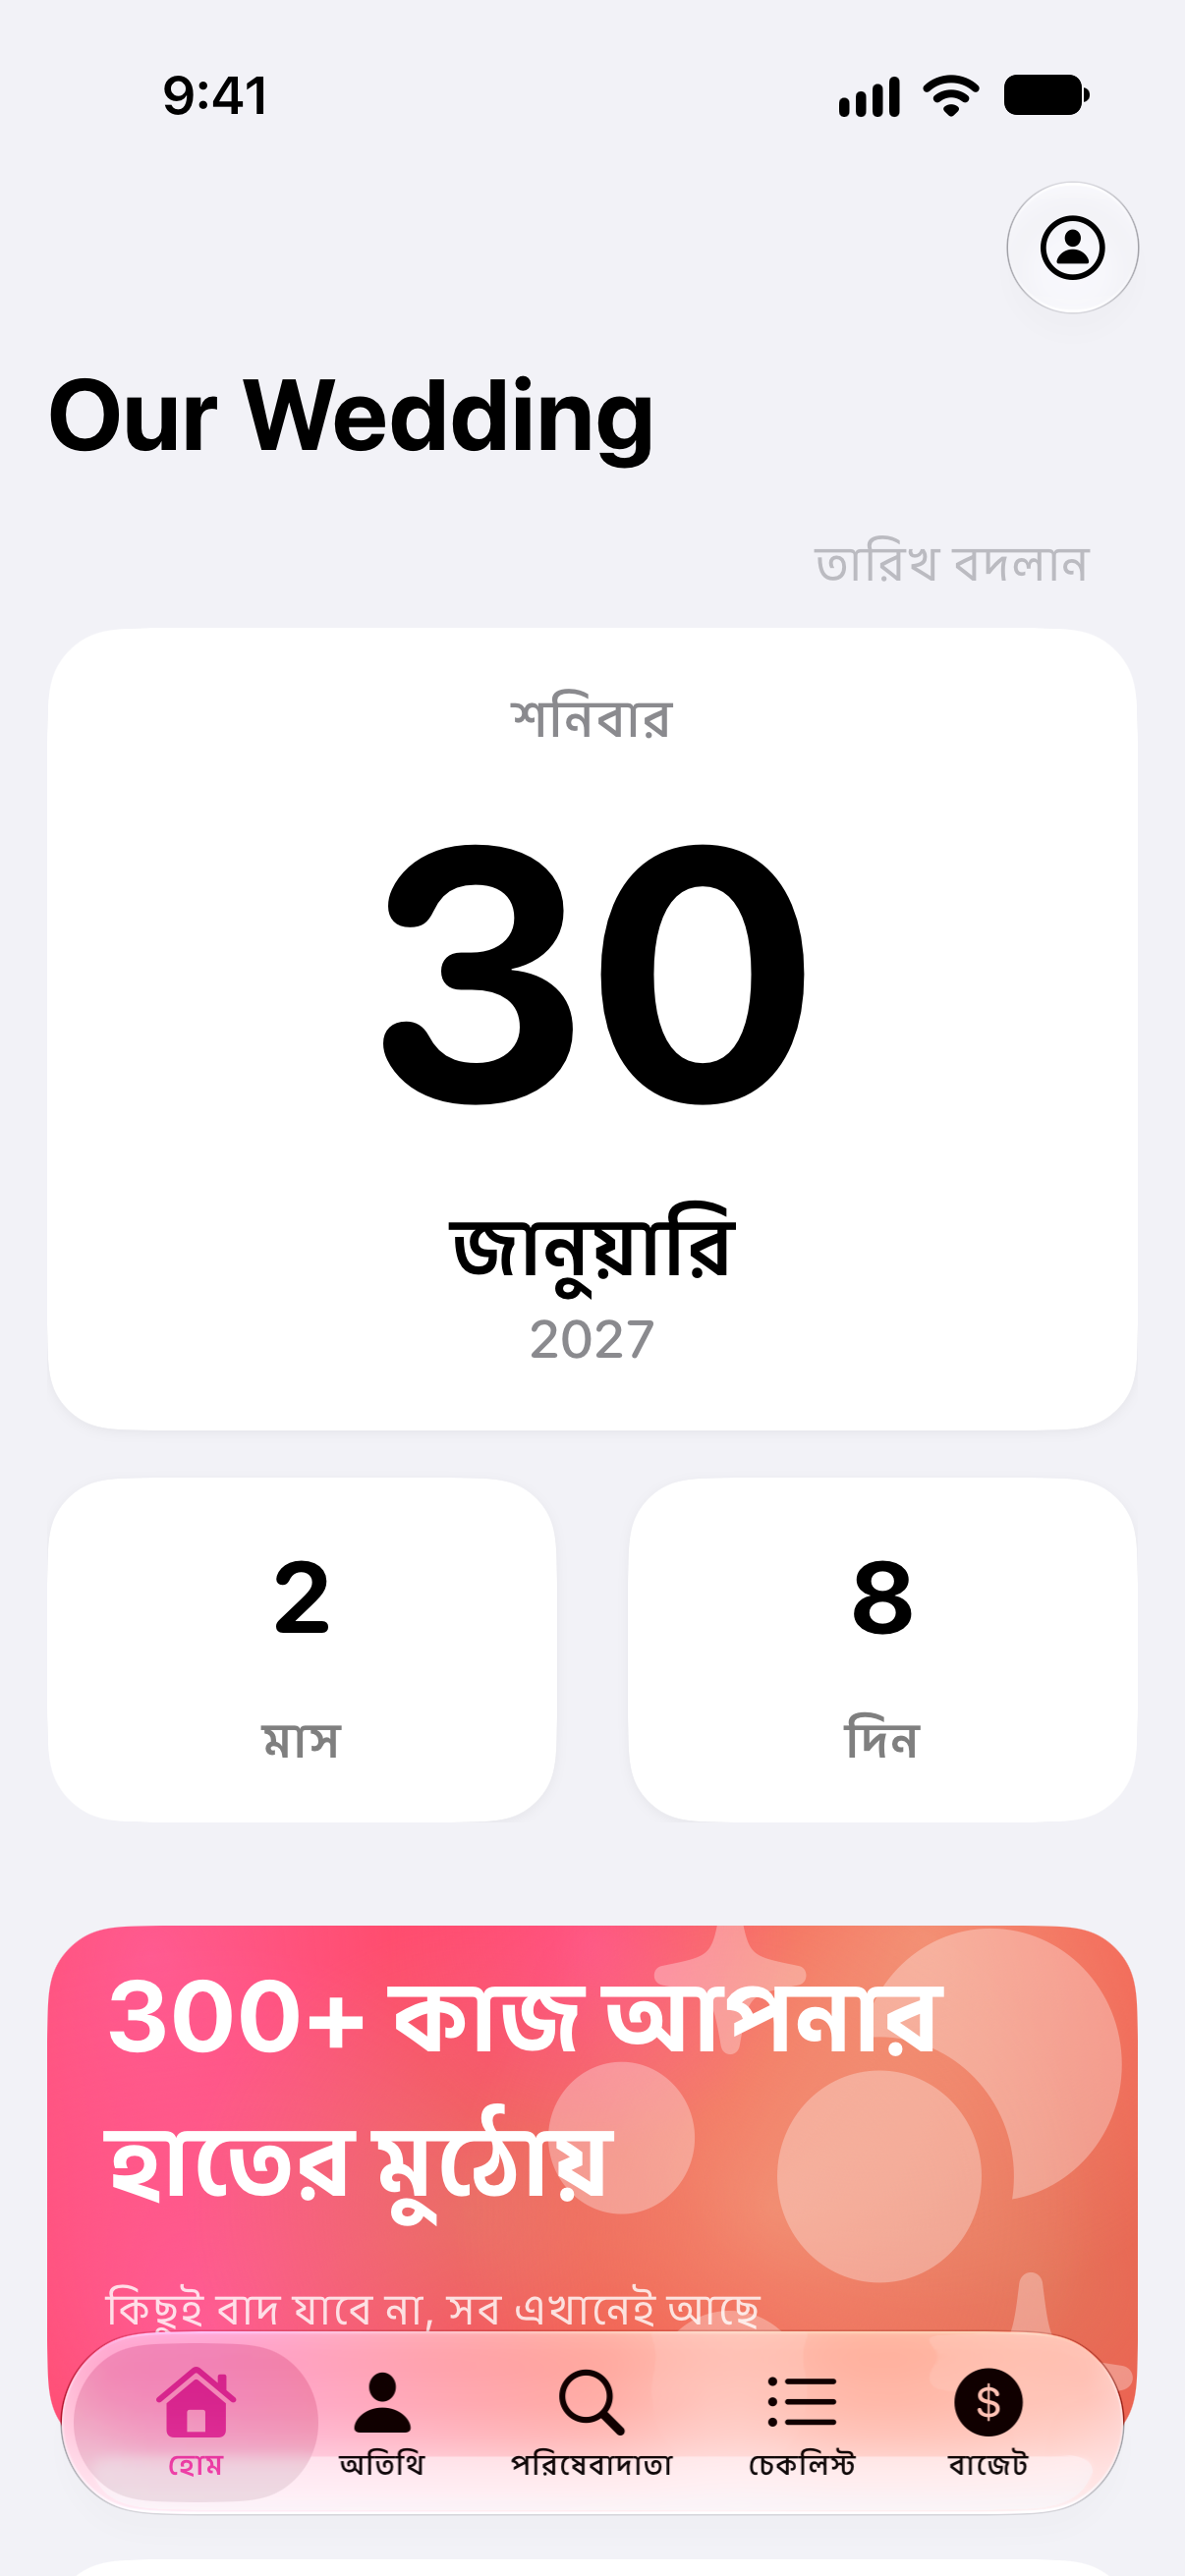 9:41
Our Wedding
তারিখ বদলান
শনিবার
30
জানুয়ারি
2027
2
মাস
8
দিন
300+ কাজ আপনার
হাতের মুঠোয়
কিছুই বাদ যাবে না, সব এখানেই আছে
হোম
অতিথি
পরিষেবাদাতা
চেকলিস্ট
বাজেট